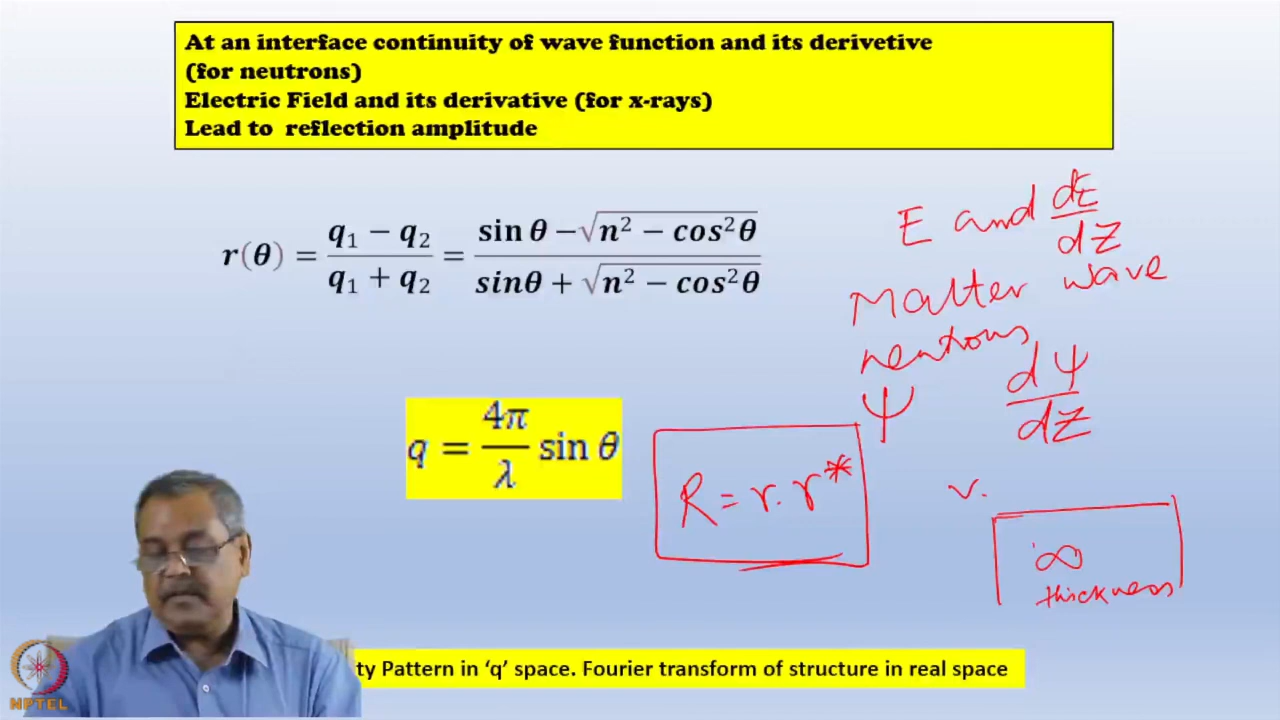 At an interface continuity of wave function and its derivetive
(for neutrons)
Electric Field and its derivative (for x-rays)
Lead to reflection amplitude
r(θ) = (q₁ − q₂)/(q₁ + q₂) = (sin θ − √(n² − cos²θ))/(sinθ + √(n² − cos²θ))
E and dE/dZ
Matter wave
neutrons
Ψ dΨ/dZ
q = 4π/λ sin θ
R = r. r*
v.
∞
thickness
ty Pattern in ‘q’ space. Fourier transform of structure in real space
NPTEL